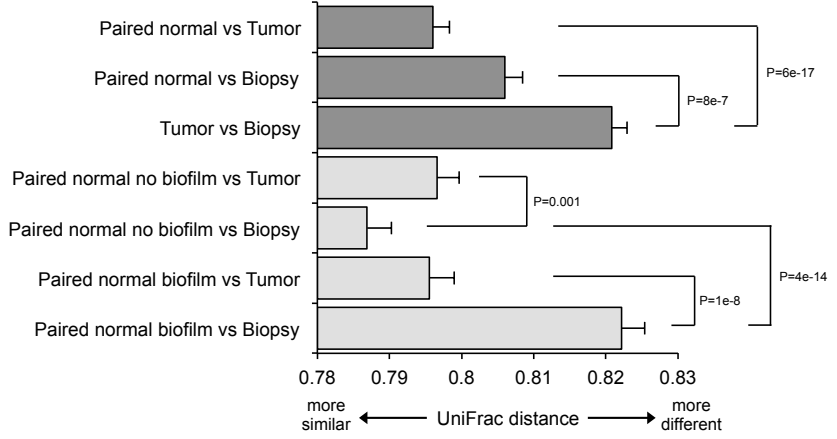 Paired normal vs Tumor
Paired normal vs Biopsy
Tumor vs Biopsy
Paired normal no biofilm vs Tumor
Paired normal no biofilm vs Biopsy
Paired normal biofilm vs Tumor
Paired normal biofilm vs Biopsy
P=6e-17
P=8e-7
P=0.001
P=4e-14
P=1e-8
0.78 0.79 0.8 0.81 0.82 0.83
more similar
UniFrac distance
more different